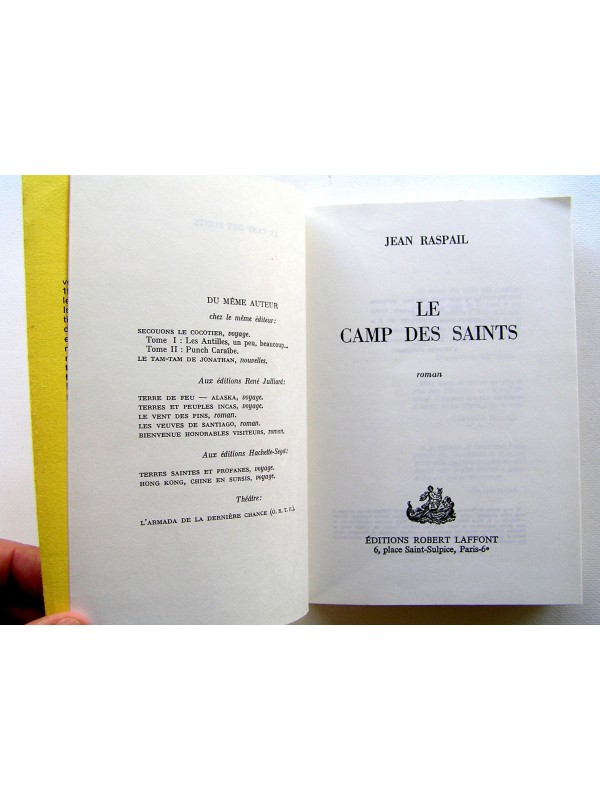 DU MÊME AUTEUR
chez le même éditeur:
SECOUONS LE COCOTIER, voyage.
Tome I : Les Antilles, un peu, beaucoup...
Tome II : Punch Caraïbe.
LE TAM-TAM DE JONATHAN, nouvelles.
Aux éditions René Julliard:
TERRE DE FEU — ALASKA, voyage.
TERRES ET PEUPLES INCAS, voyage.
LE VENT DES PINS, roman.
LES VEUVES DE SANTIAGO, roman.
BIENVENUE HONORABLES VISITEURS, roman.
Aux éditions Hachette-Sept:
TERRES SAINTES ET PROFANES, voyage.
HONG KONG, CHINE EN SURSIS, voyage.
Théâtre:
L'ARMADA DE LA DERNIÈRE CHANCE (O. R. T. F.).
JEAN RASPAIL
LE
CAMP DES SAINTS
roman
ÉDITIONS ROBERT LAFFONT
6, place Saint-Sulpice, Paris-6e